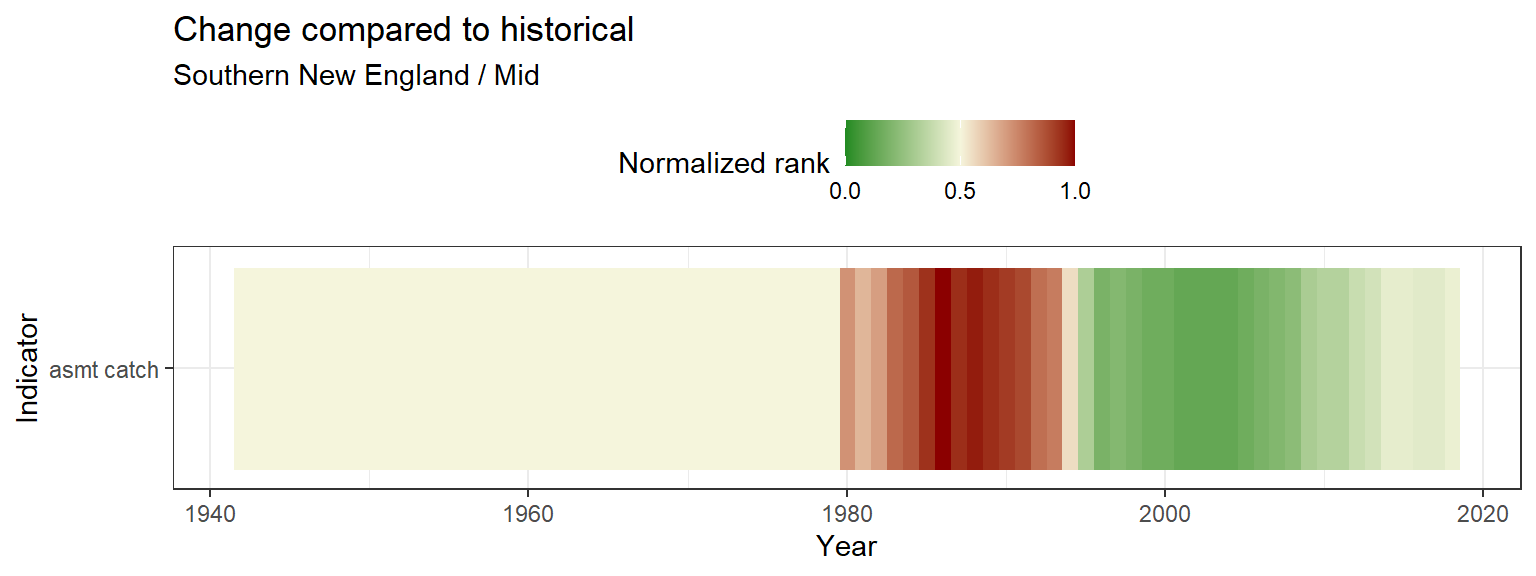 Change compared to historical
Southern New England / Mid
Normalized rank
0.0 0.5 1.0
Indicator
asmt catch
1940 1960 1980 2000 2020
Year